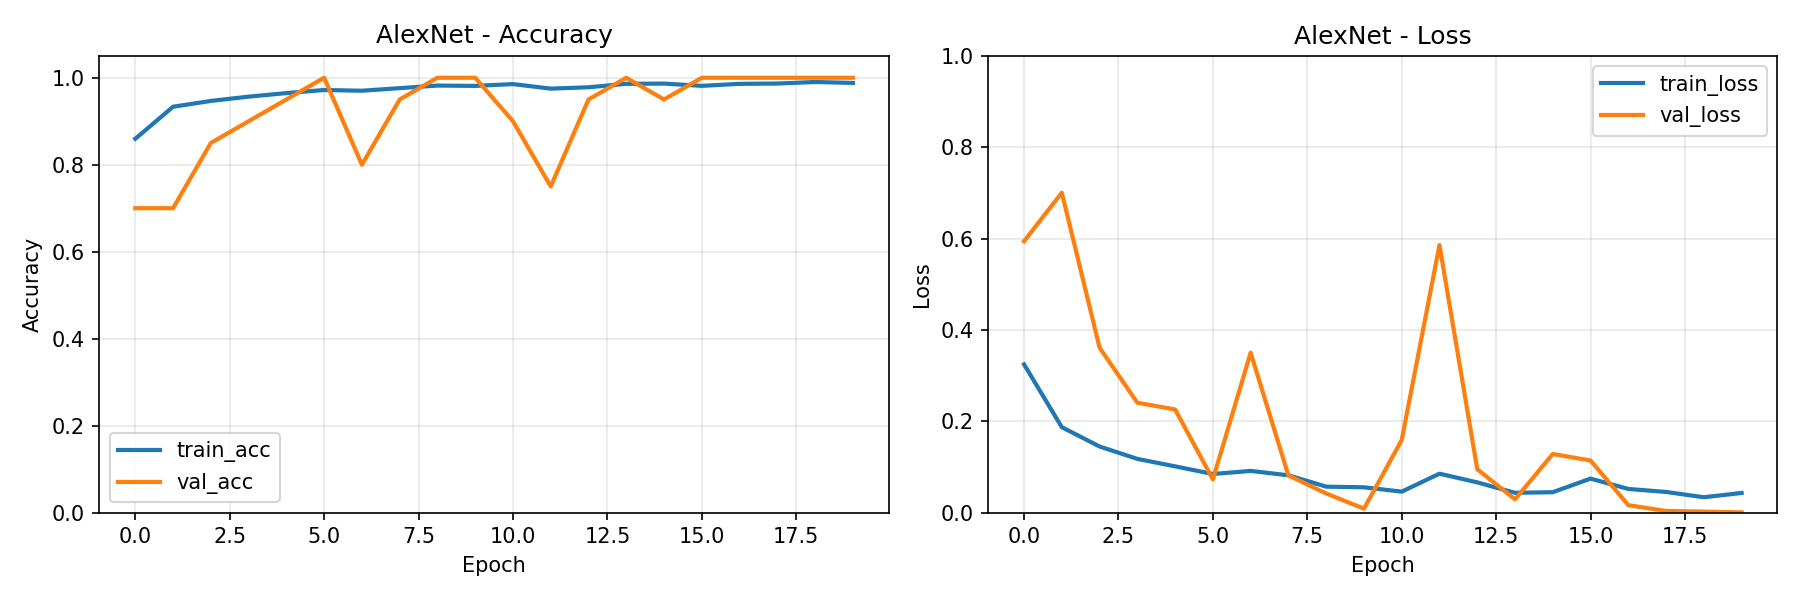 AlexNet - Accuracy
1.0
0.8
0.6
0.4
0.2
0.0
Accuracy
train_acc
val_acc
0.0 2.5 5.0 7.5 10.0 12.5 15.0 17.5
Epoch
AlexNet - Loss
1.0
0.8
0.6
0.4
0.2
0.0
Loss
train_loss
val_loss
0.0 2.5 5.0 7.5 10.0 12.5 15.0 17.5
Epoch